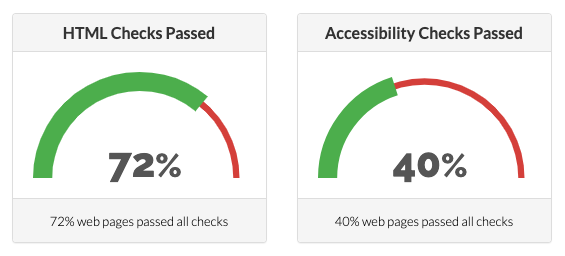 HTML Checks Passed
72%
72% web pages passed all checks
Accessibility Checks Passed
40%
40% web pages passed all checks